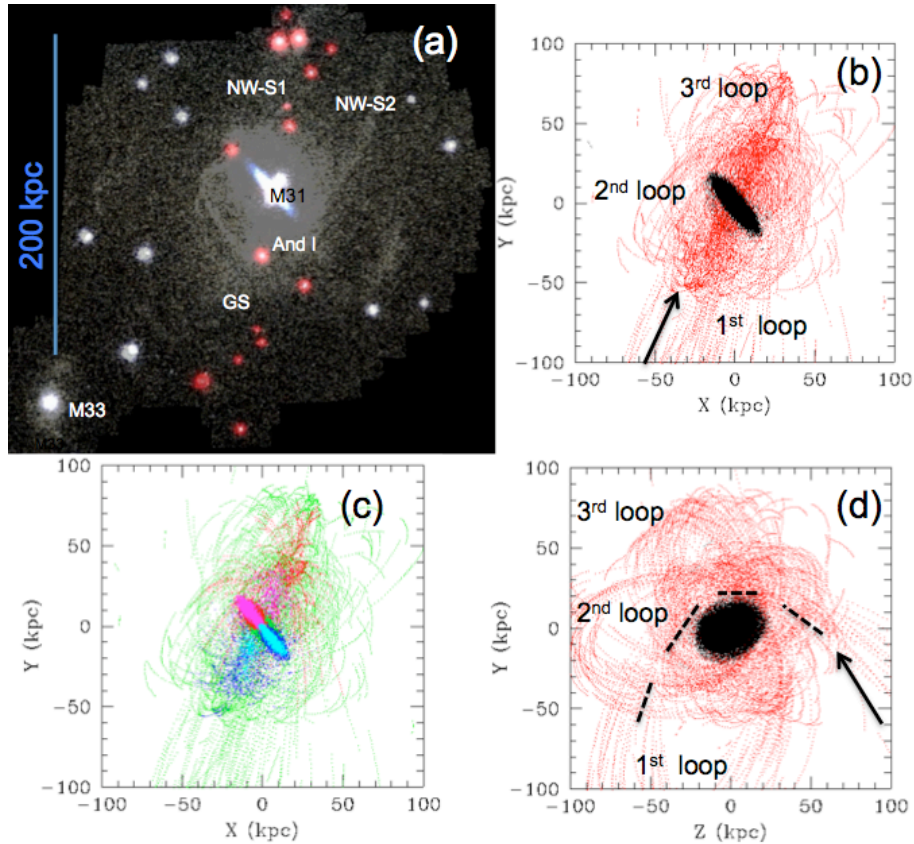 (a)
200 kpc
NW-S1
NW-S2
M31
And I
GS
M33
(b)
3rd loop
2nd loop
1st loop
100
50
0
-50
-100
Y (kpc)
-100 -50 0 50 100
X (kpc)
(c)
100
50
0
-50
-100
Y (kpc)
-100 -50 0 50 100
X (kpc)
(d)
3rd loop
2nd loop
1st loop
100
50
0
-50
-100
Y (kpc)
-100 -50 0 50 100
Z (kpc)